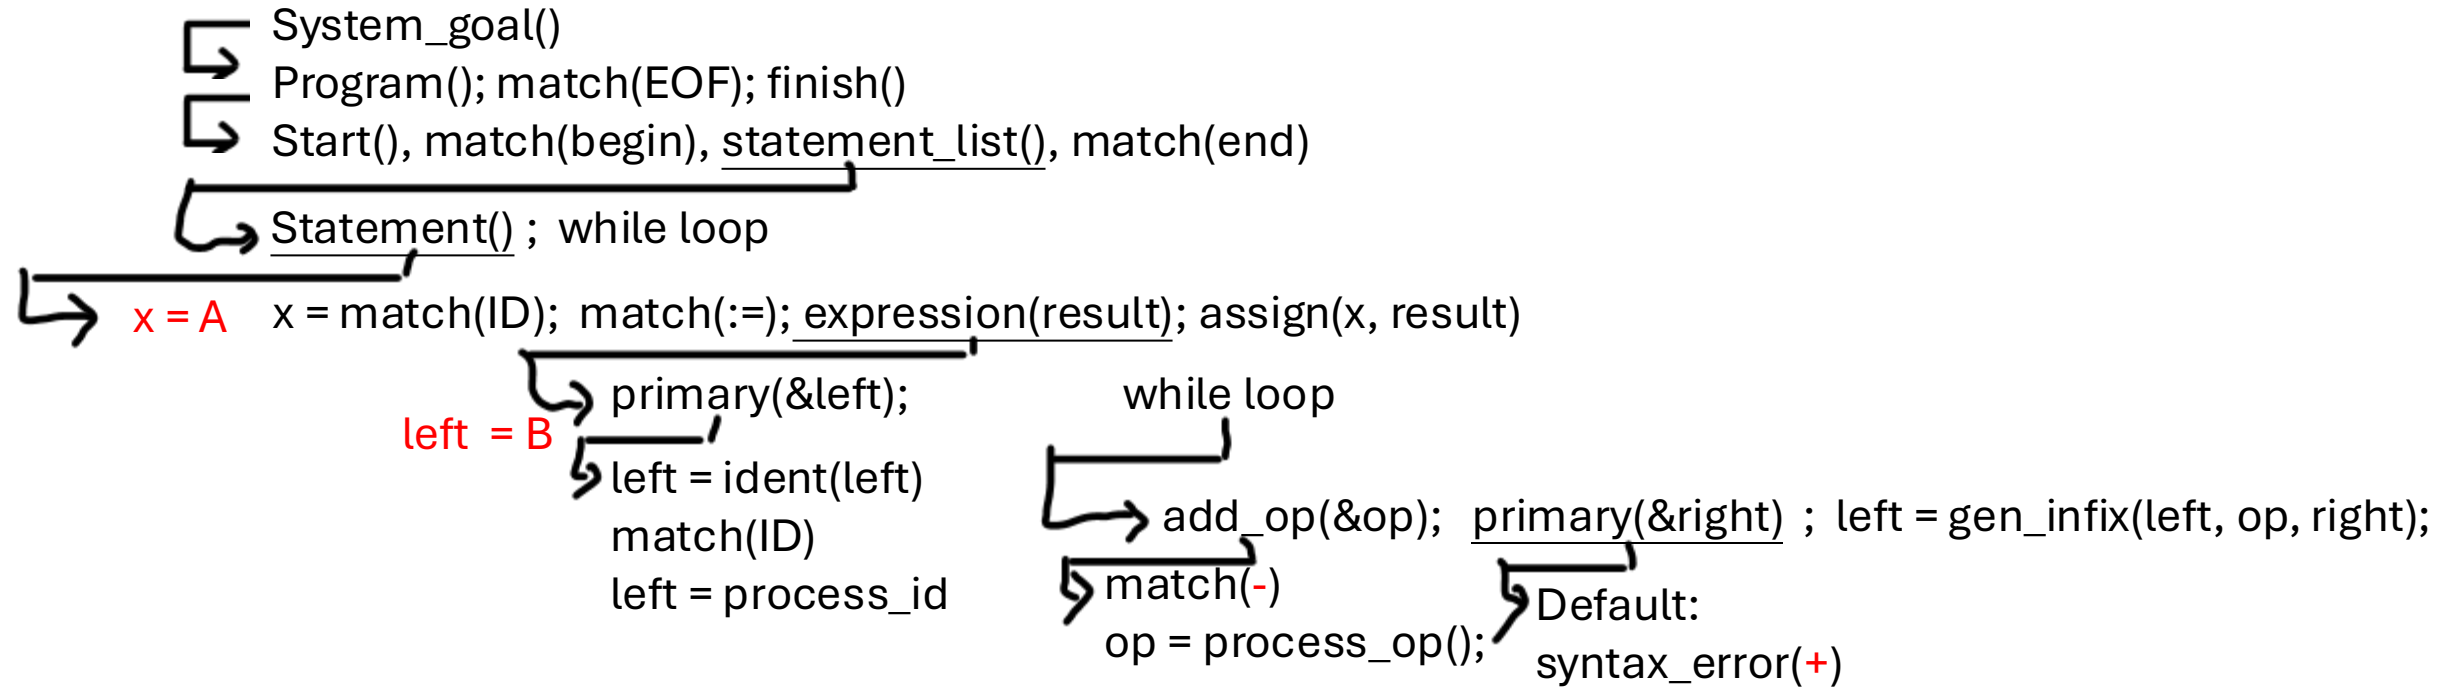 System_goal()
Program(); match(EOF); finish()
Start(), match(begin), statement_list(), match(end)
Statement() ; while loop
x = A x = match(ID); match(:=); expression(result); assign(x, result)
primary(&left); while loop
left = B
left = ident(left)
add_op(&op); primary(&right) ; left = gen_infix(left, op, right);
match(ID)
match(-)
left = process_id
Default:
op = process_op();
syntax_error(+)